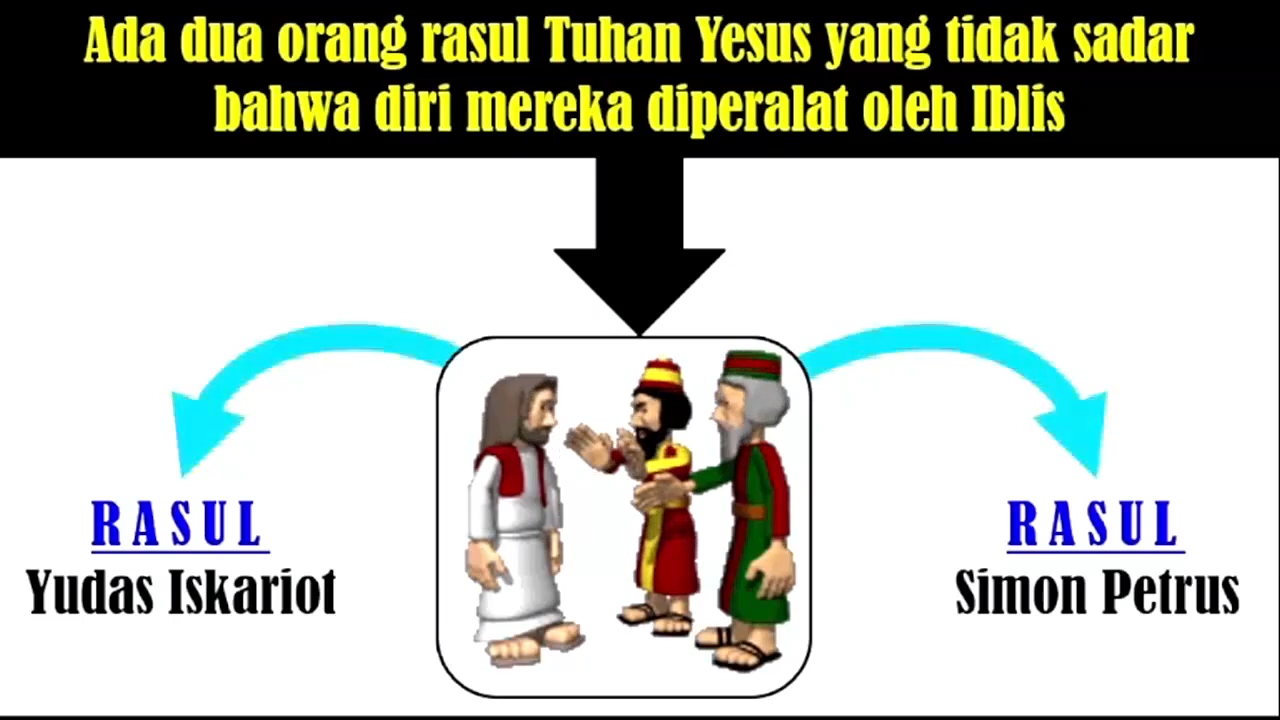 Ada dua orang rasul Tuhan Yesus yang tidak sadar
bahwa diri mereka diperalat oleh Iblis
RASUL
Yudas Iskariot
RASUL
Simon Petrus